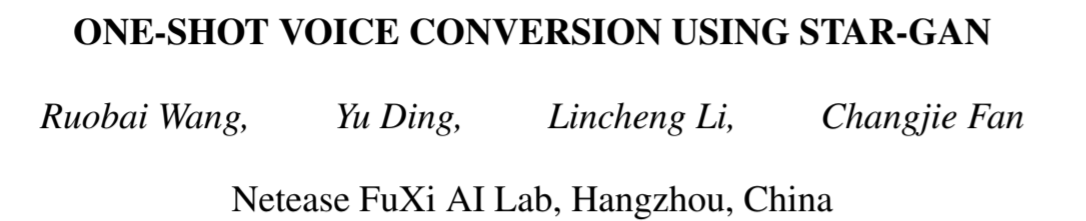 ONE-SHOT VOICE CONVERSION USING STAR-GAN
Ruobai Wang, Yu Ding, Lincheng Li, Changjie Fan
Netease FuXi AI Lab, Hangzhou, China